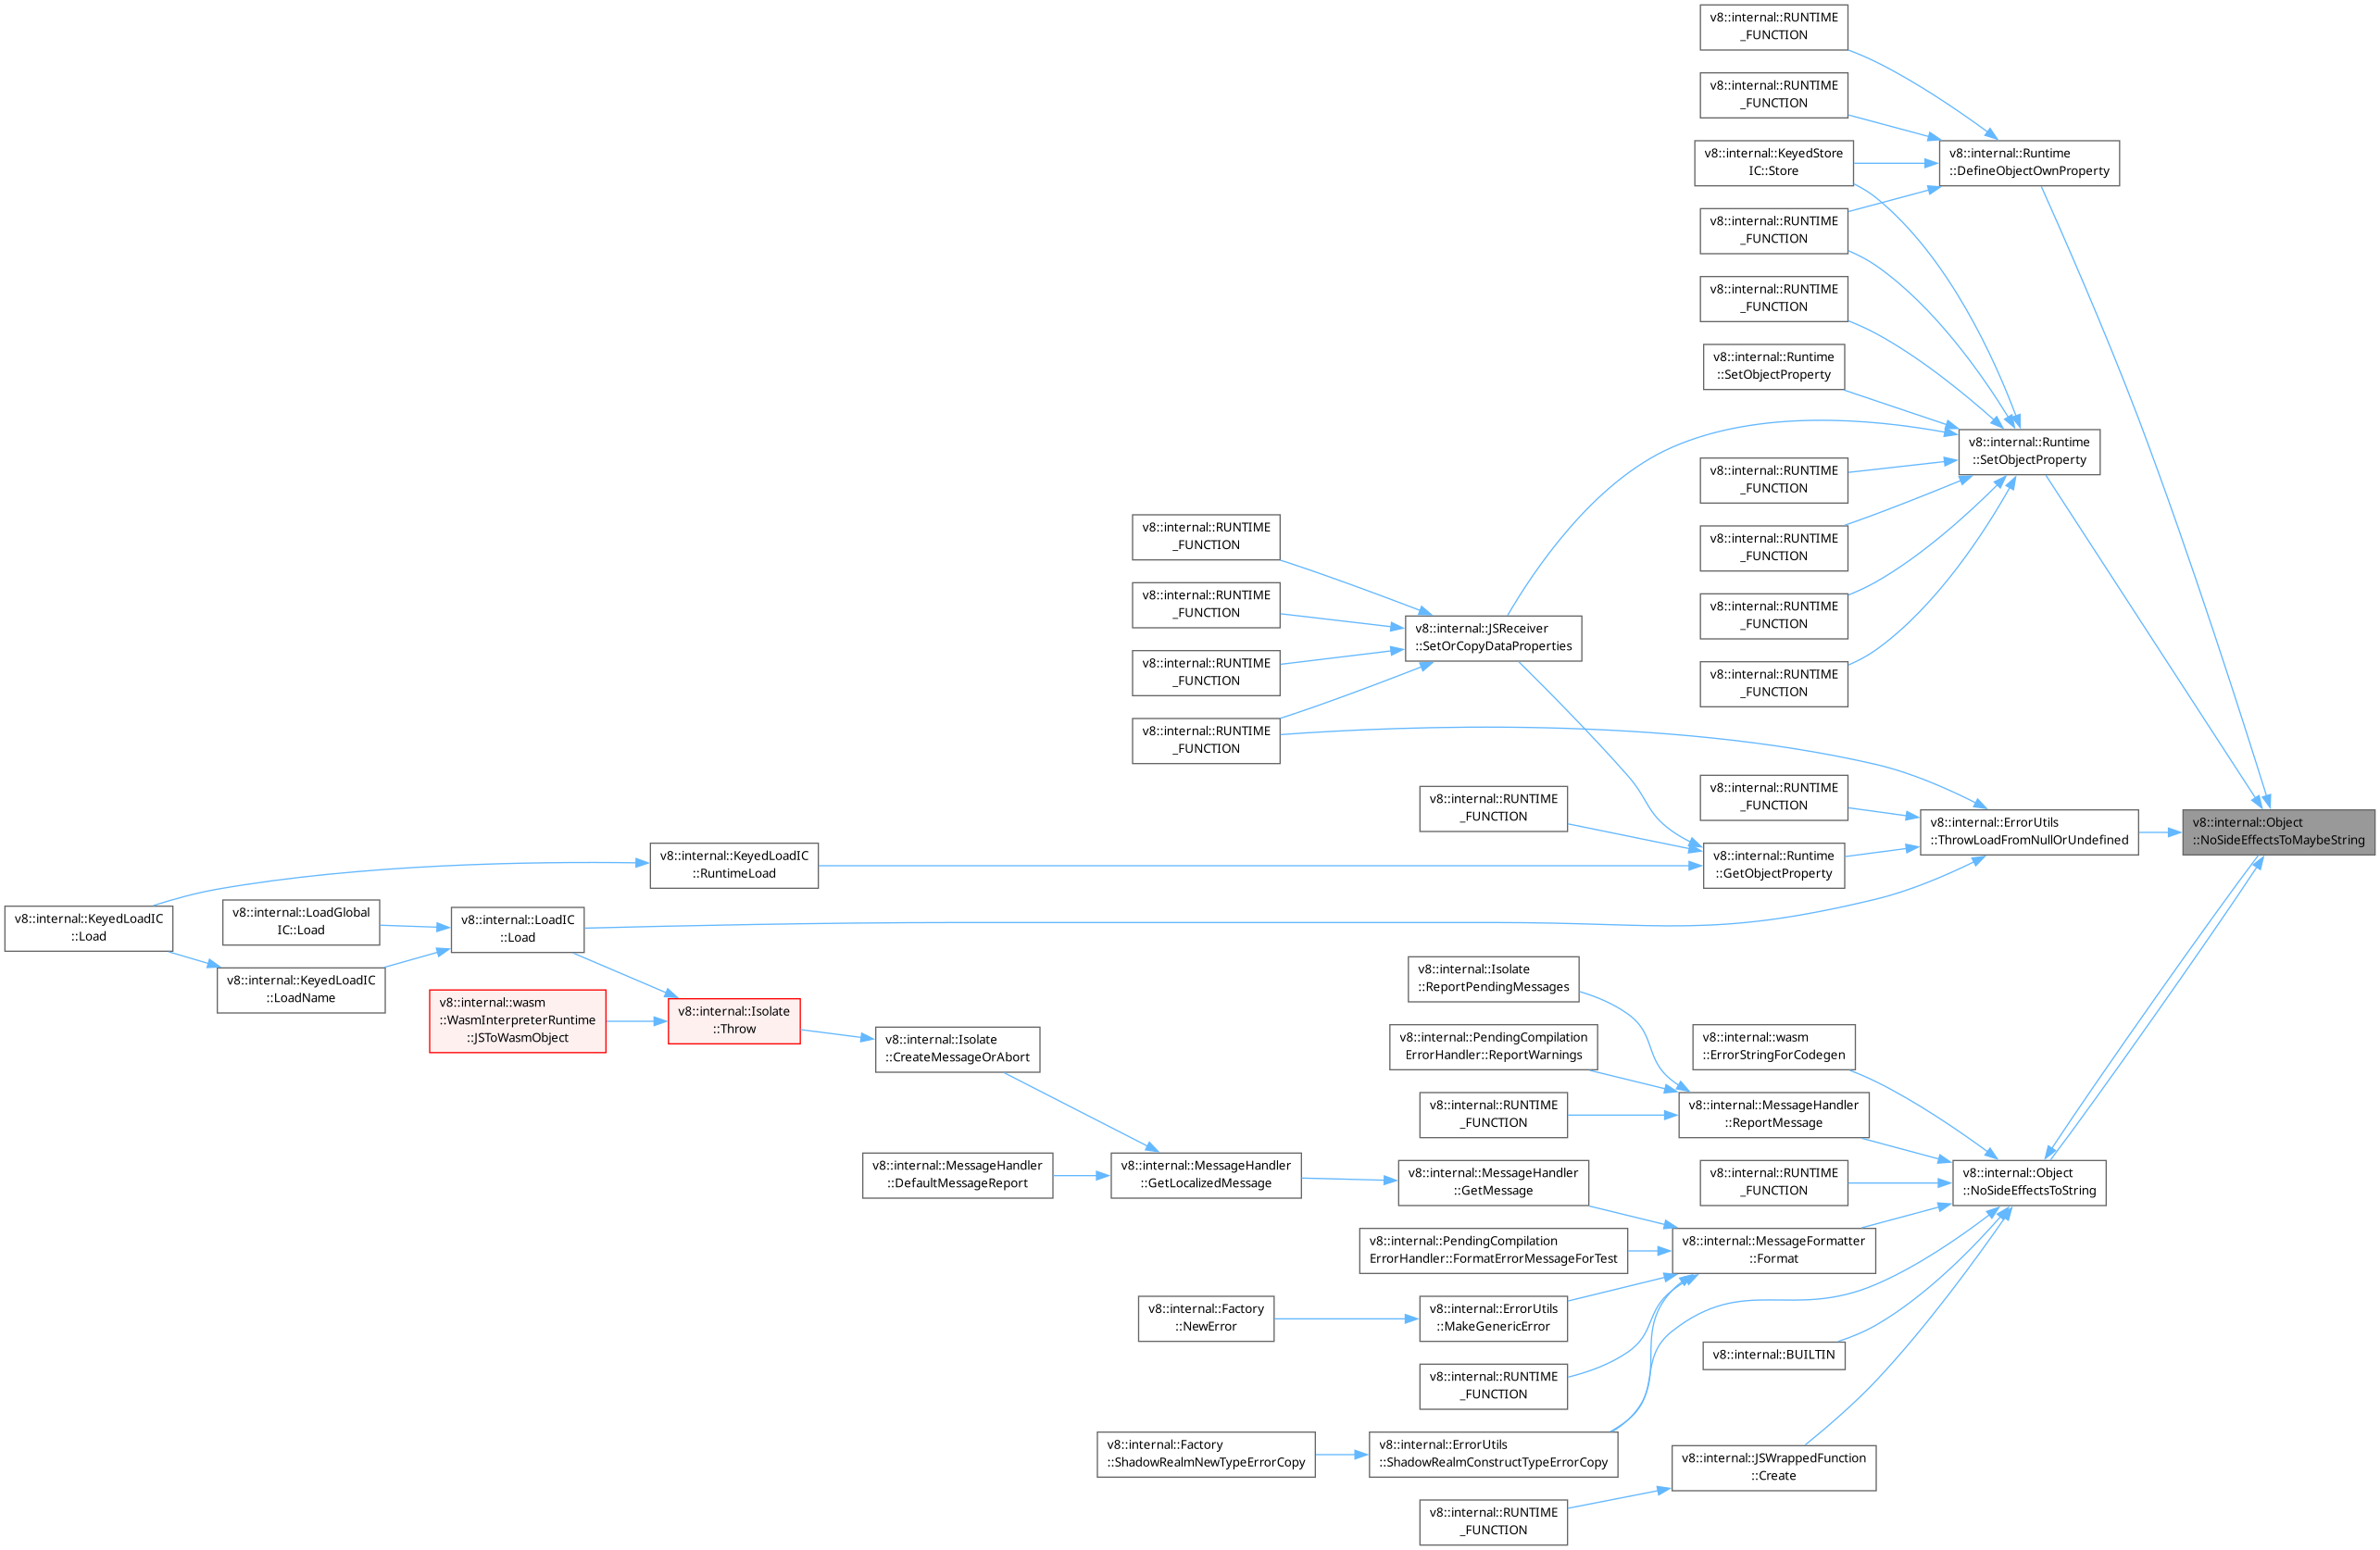 v8::internal::RUNTIME
_FUNCTION
v8::internal::RUNTIME
_FUNCTION
v8::internal::KeyedStore
IC::Store
v8::internal::Runtime
::DefineObjectOwnProperty
v8::internal::RUNTIME
_FUNCTION
v8::internal::RUNTIME
_FUNCTION
v8::internal::Runtime
::SetObjectProperty
v8::internal::Runtime
::SetObjectProperty
v8::internal::RUNTIME
_FUNCTION
v8::internal::RUNTIME
_FUNCTION
v8::internal::RUNTIME
_FUNCTION
v8::internal::RUNTIME
_FUNCTION
v8::internal::RUNTIME
_FUNCTION
v8::internal::RUNTIME
_FUNCTION
v8::internal::JSReceiver
::SetOrCopyDataProperties
v8::internal::RUNTIME
_FUNCTION
v8::internal::RUNTIME
_FUNCTION
v8::internal::RUNTIME
_FUNCTION
v8::internal::RUNTIME
_FUNCTION
v8::internal::ErrorUtils
::ThrowLoadFromNullOrUndefined
v8::internal::Object
::NoSideEffectsToMaybeString
v8::internal::KeyedLoadIC
::RuntimeLoad
v8::internal::Runtime
::GetObjectProperty
v8::internal::KeyedLoadIC
::Load
v8::internal::LoadGlobal
IC::Load
v8::internal::LoadIC
::Load
v8::internal::KeyedLoadIC
::LoadName
v8::internal::Isolate
::ReportPendingMessages
v8::internal::wasm
::WasmInterpreterRuntime
::JSToWasmObject
v8::internal::Isolate
::Throw
v8::internal::Isolate
::CreateMessageOrAbort
v8::internal::PendingCompilation
ErrorHandler::ReportWarnings
v8::internal::wasm
::ErrorStringForCodegen
v8::internal::RUNTIME
_FUNCTION
v8::internal::MessageHandler
::ReportMessage
v8::internal::MessageHandler
::DefaultMessageReport
v8::internal::MessageHandler
::GetLocalizedMessage
v8::internal::MessageHandler
::GetMessage
v8::internal::RUNTIME
_FUNCTION
v8::internal::Object
::NoSideEffectsToString
v8::internal::PendingCompilation
ErrorHandler::FormatErrorMessageForTest
v8::internal::MessageFormatter
::Format
v8::internal::Factory
::NewError
v8::internal::ErrorUtils
::MakeGenericError
v8::internal::BUILTIN
v8::internal::RUNTIME
_FUNCTION
v8::internal::Factory
::ShadowRealmNewTypeErrorCopy
v8::internal::ErrorUtils
::ShadowRealmConstructTypeErrorCopy
v8::internal::JSWrappedFunction
::Create
v8::internal::RUNTIME
_FUNCTION